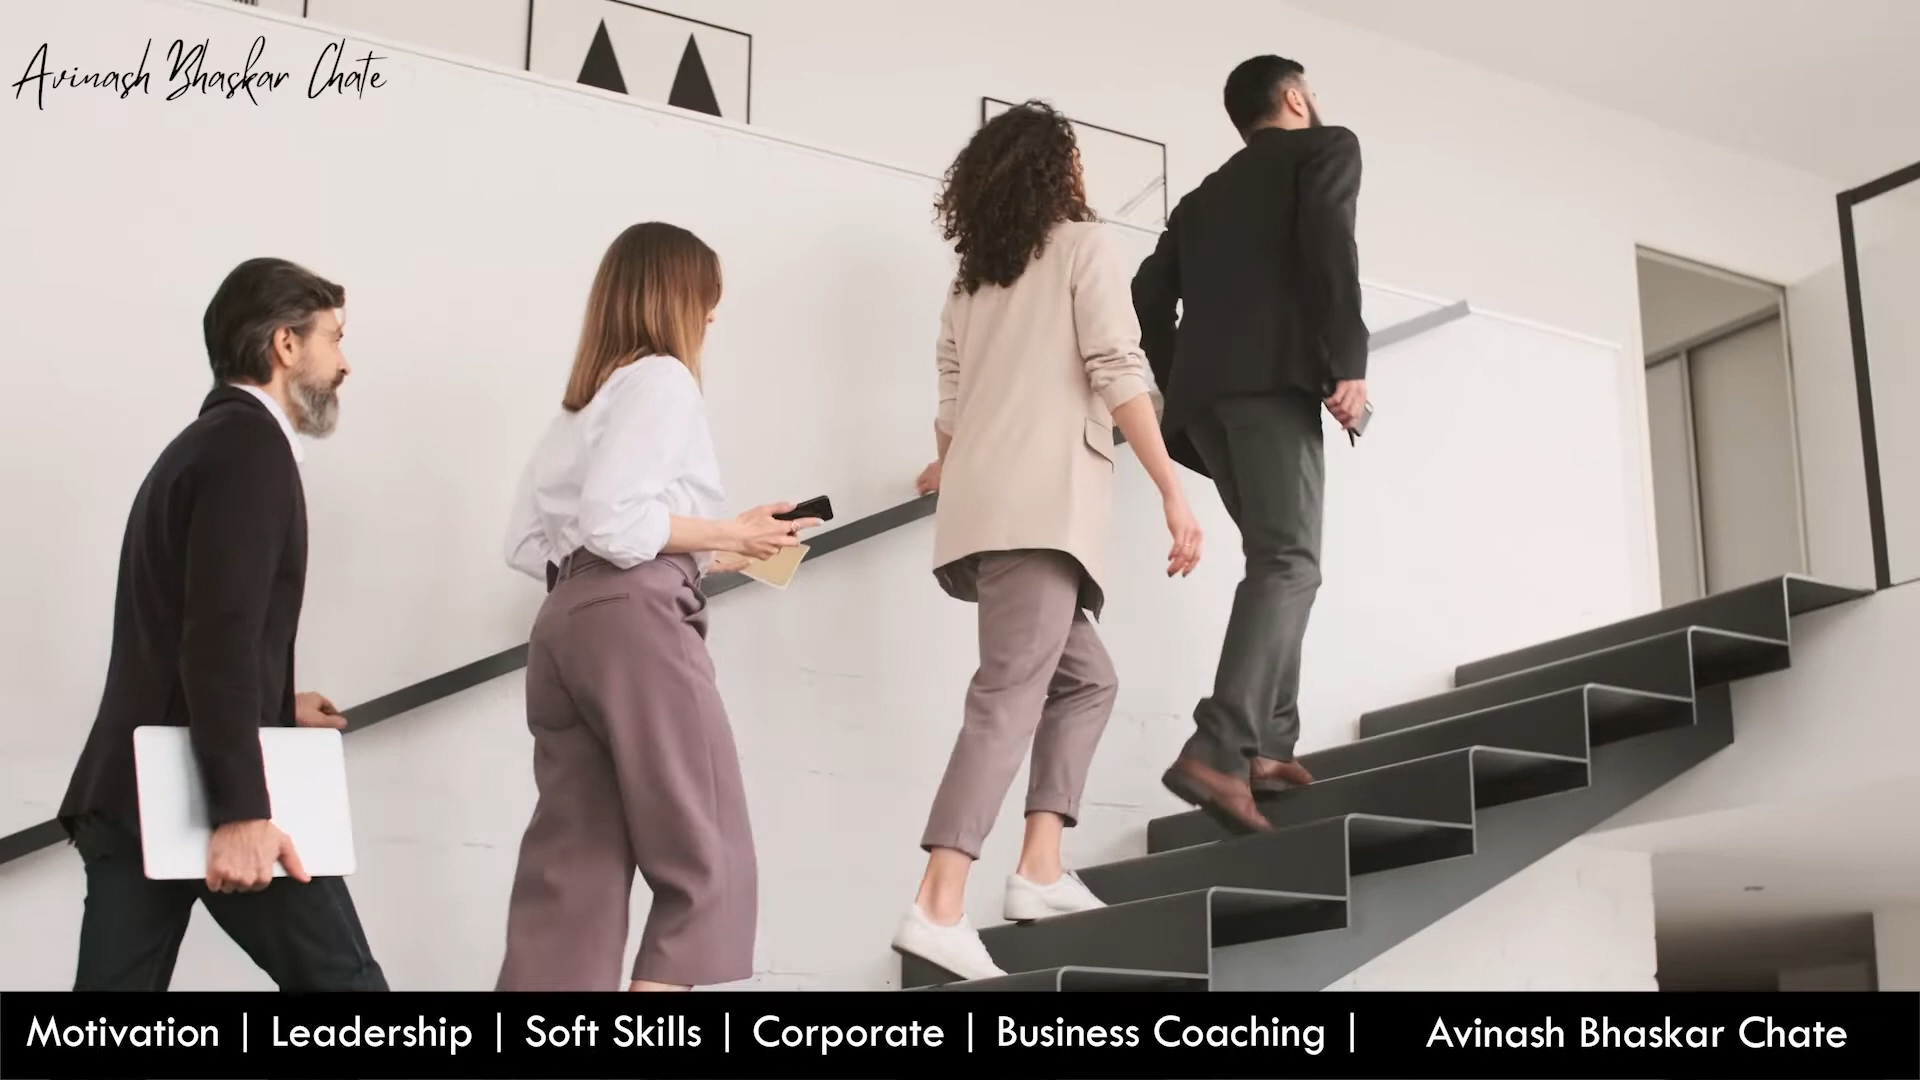 Avinash Bhaskar Chate
Motivation | Leadership | Soft Skills | Corporate | Business Coaching | Avinash Bhaskar Chate